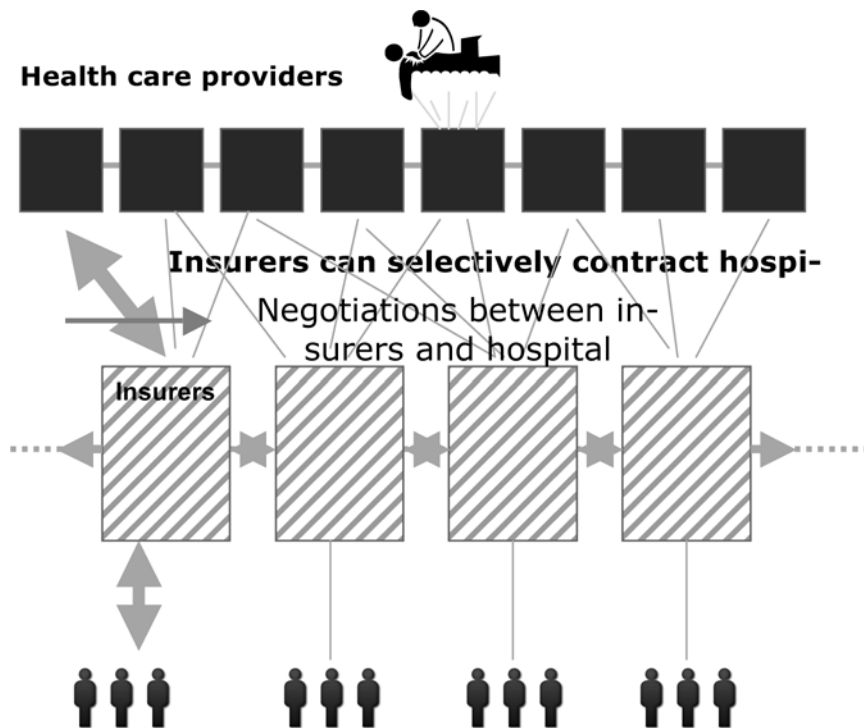 Health care providers
Insurers can selectively contract hospi-
Negotiations between in-
surers and hospital
Insurers